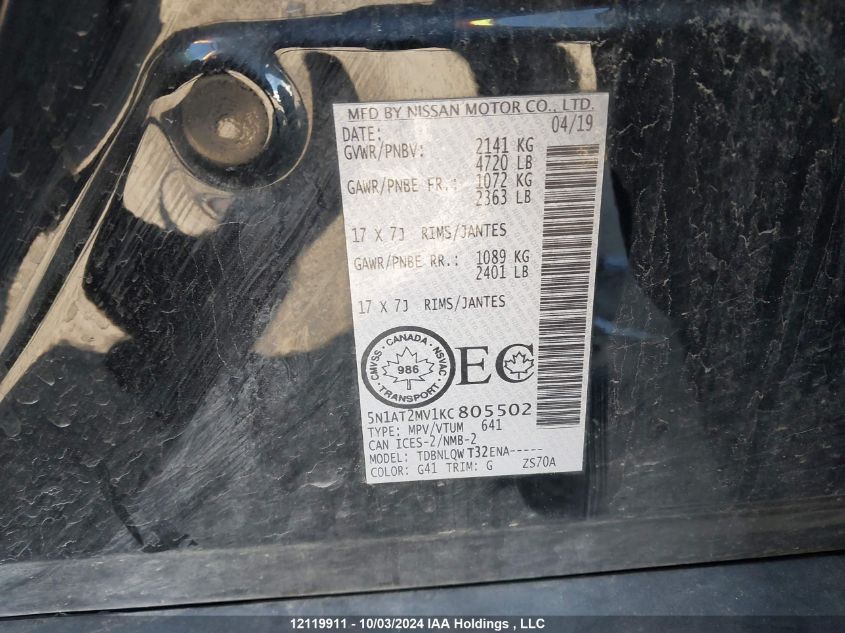 MFD BY NISSAN MOTOR CO., LTD.
DATE: 04/19
GVWR/PNBV: 2141 KG
4720 LB
GAWR/PNBE FR.: 1072 KG
2363 LB
17 X 7J RIMS/JANTES
GAWR/PNBE RR.: 1089 KG
2401 LB
17 X 7J RIMS/JANTES
CMVSS · CANADA · NSVAC
986
TRANSPORT
EC
5N1AT2MV1KC805502
TYPE: MPV/VTUM 641
CAN ICES-2/NMB-2
MODEL: TDBNLQW T32ENA-----
COLOR: G41 TRIM: G ZS70A
12119911 - 10/03/2024 IAA Holdings , LLC